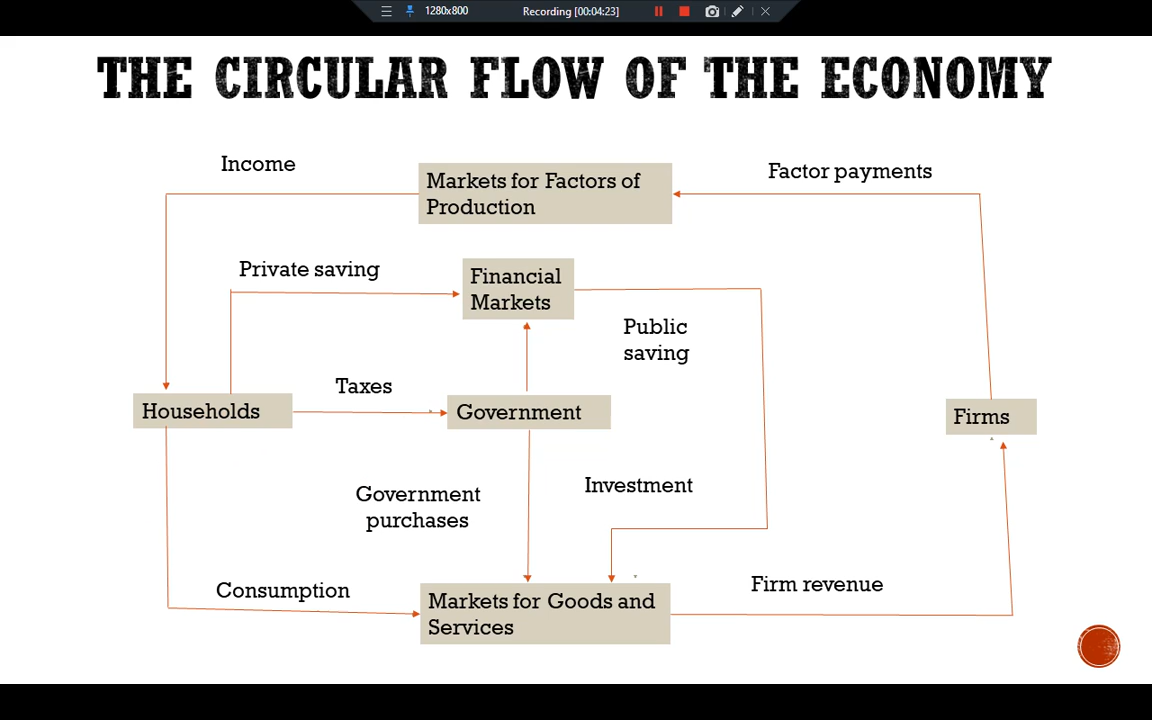 1280x800
Recording [00:04:23]
THE CIRCULAR FLOW OF THE ECONOMY
Income
Markets for Factors of
Production
Factor payments
Private saving
Financial
Markets
Public
saving
Taxes
Households
Government
Firms
Government
purchases
Investment
Consumption
Markets for Goods and
Services
Firm revenue